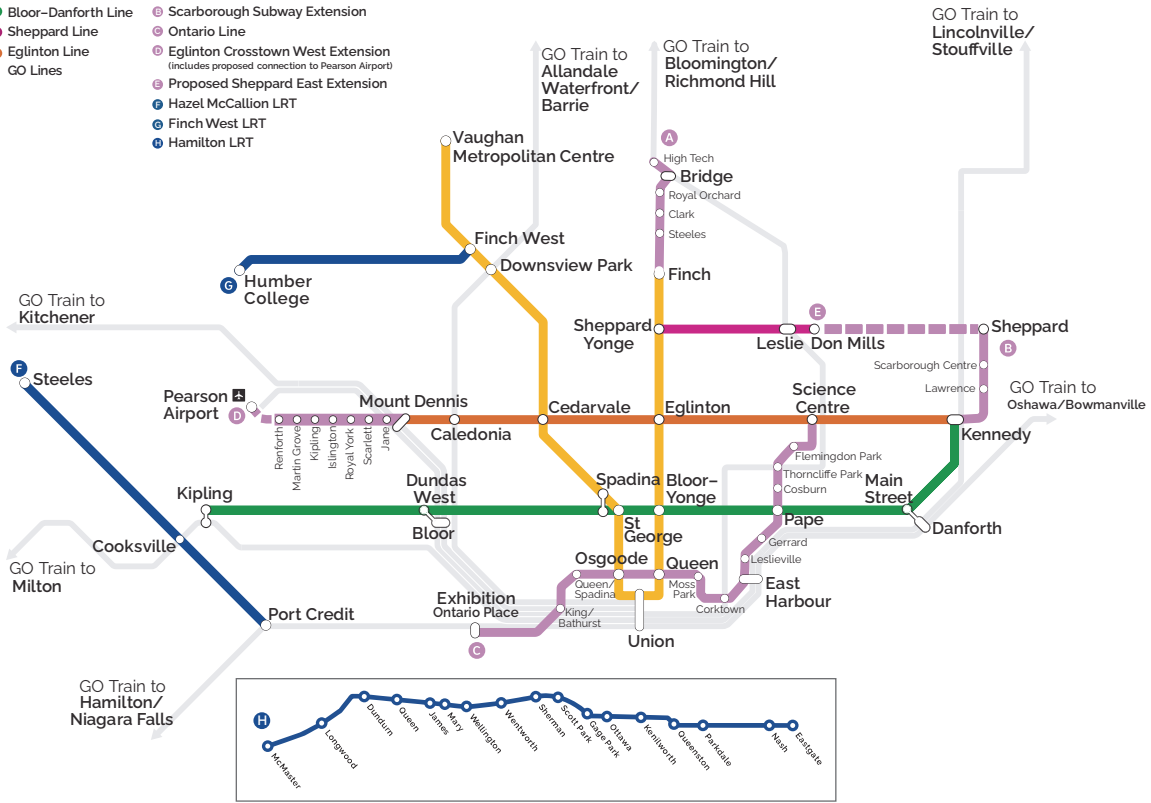 Bloor–Danforth Line
Sheppard Line
Eglinton Line
GO Lines
B Scarborough Subway Extension
C Ontario Line
D Eglinton Crosstown West Extension
(includes proposed connection to Pearson Airport)
E Proposed Sheppard East Extension
F Hazel McCallion LRT
G Finch West LRT
H Hamilton LRT
GO Train to
Allandale
Waterfront/
Barrie
GO Train to
Bloomington/
Richmond Hill
GO Train to
Lincolnville/
Stouffville
Vaughan
Metropolitan Centre
A
High Tech
Bridge
Royal Orchard
Clark
Steeles
Finch
Finch West
Downsview Park
G
Humber
College
GO Train to
Kitchener
Sheppard
Yonge
Leslie
E
Don Mills
Sheppard
B
Scarborough Centre
Lawrence
F
Steeles
Pearson
Airport
D
Renforth
Martin Grove
Kipling
Islington
Royal York
Scarlett
Jane
Mount Dennis
Caledonia
Cedarvale
Eglinton
Science
Centre
Kennedy
GO Train to
Oshawa/Bowmanville
Flemingdon Park
Thorncliffe Park
Cosburn
Kipling
Dundas
West
Bloor
Spadina
St
George
Bloor–
Yonge
Pape
Main
Street
Danforth
Cooksville
GO Train to
Milton
Gerrard
Leslieville
East
Harbour
Osgoode
Queen
Queen/
Spadina
Moss
Park
Corktown
King/
Bathurst
Exhibition
Ontario Place
C
Union
Port Credit
GO Train to
Hamilton/
Niagara Falls
H
McMaster
Longwood
Dundurn
Queen
James
Mary
Wellington
Wentworth
Sherman
Scott Park
Gage Park
Ottawa
Kenilworth
Queenston
Parkdale
Nash
Eastgate